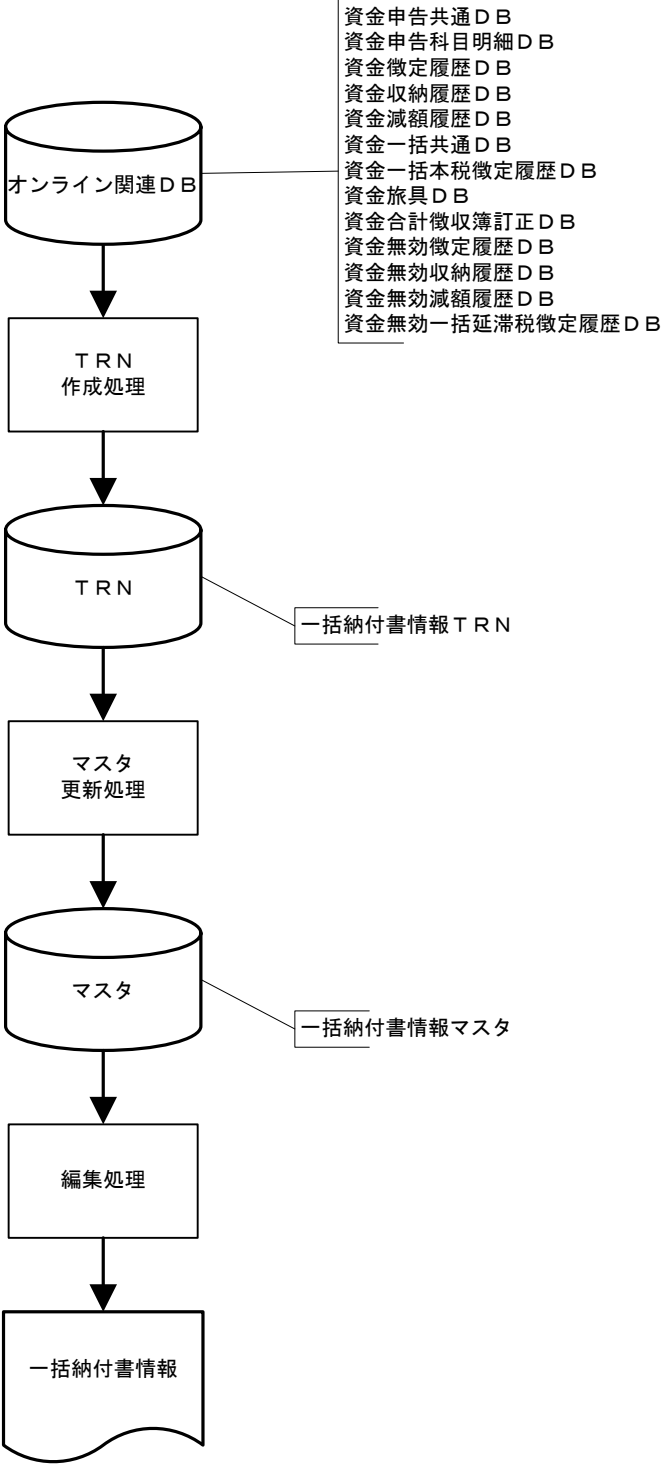 資金申告共通ＤＢ
資金申告科目明細ＤＢ
資金徴定履歴ＤＢ
資金収納履歴ＤＢ
資金減額履歴ＤＢ
資金一括共通ＤＢ
資金一括本税徴定履歴ＤＢ
資金旅具ＤＢ
資金合計徴収簿訂正ＤＢ
資金無効徴定履歴ＤＢ
資金無効収納履歴ＤＢ
資金無効減額履歴ＤＢ
資金無効一括延滞税徴定履歴ＤＢ
オンライン関連ＤＢ
ＴＲＮ
作成処理
ＴＲＮ
一括納付書情報ＴＲＮ
マスタ
更新処理
マスタ
一括納付書情報マスタ
編集処理
一括納付書情報